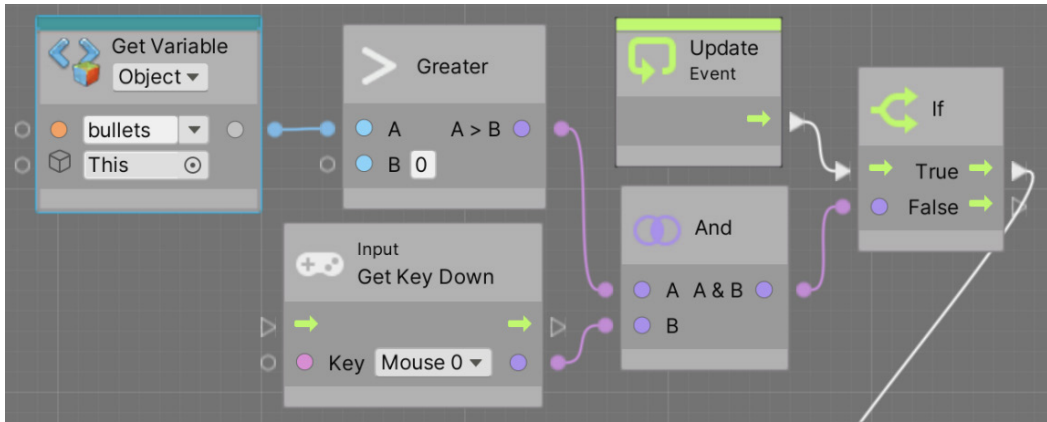 Get Variable
Object
bullets
This
Greater
A A > B
B 0
Update
Event
If
True
False
Input
Get Key Down
Key Mouse 0
And
A A & B
B